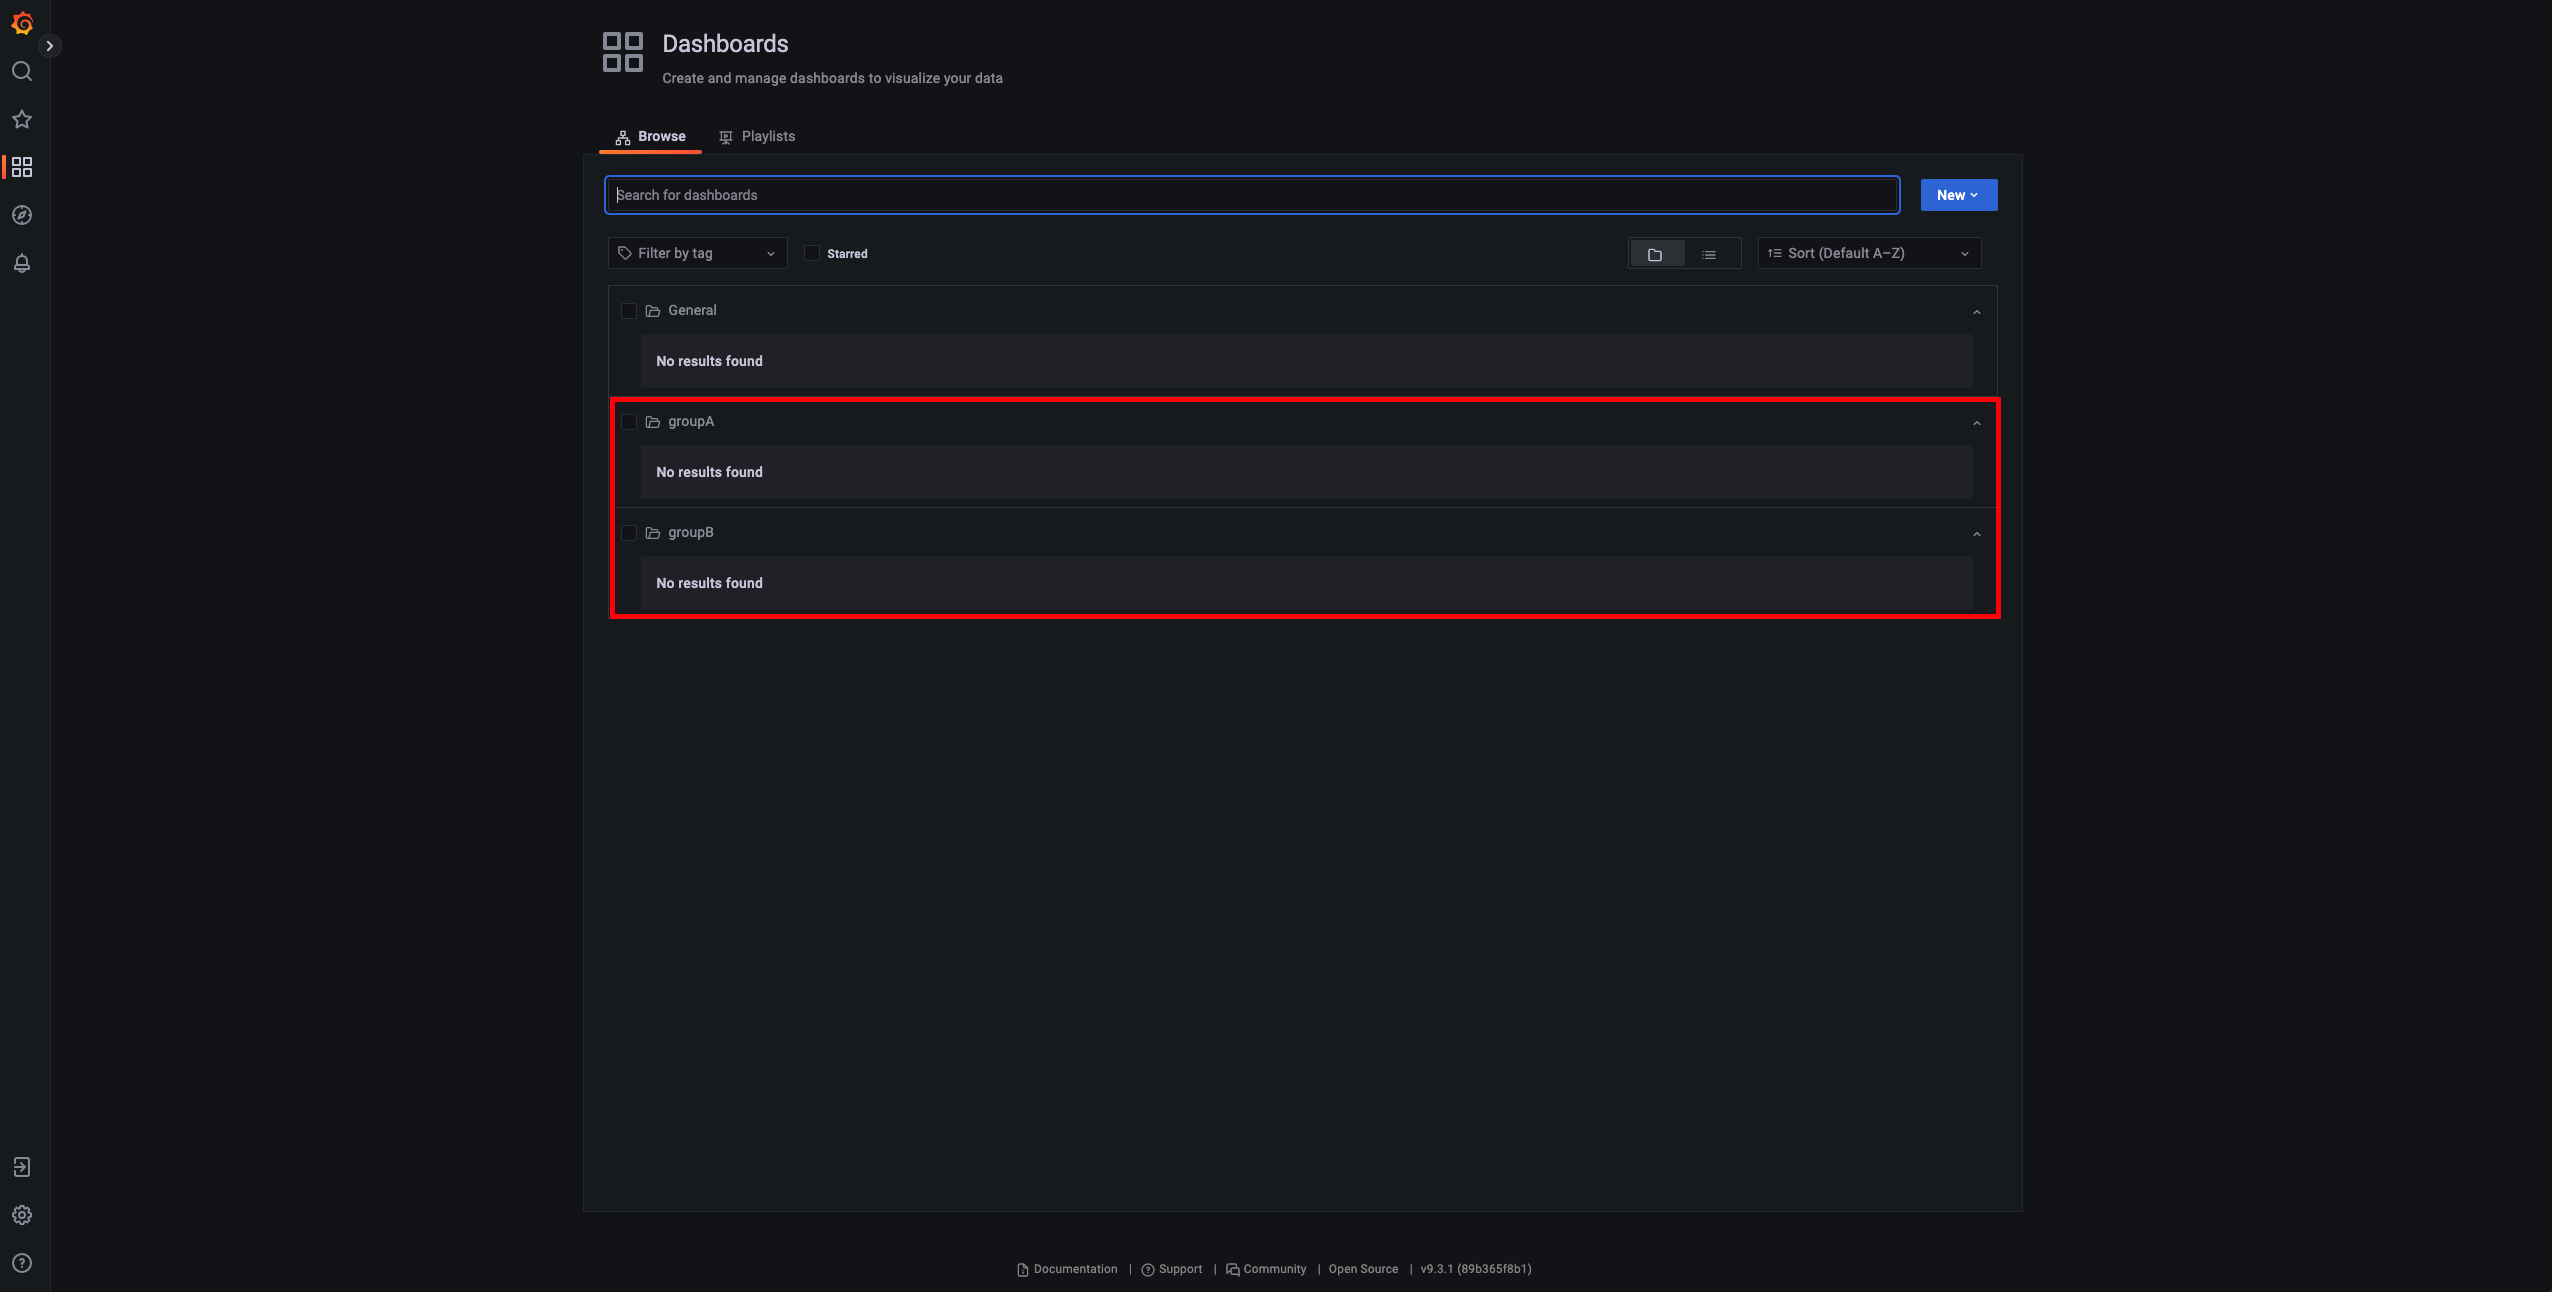 Dashboards
Create and manage dashboards to visualize your data
Browse Playlists
Search for dashboards
New
Filter by tag
Starred
Sort (Default A–Z)
General
No results found
groupA
No results found
groupB
No results found
Documentation | Support | Community | Open Source | v9.3.1 (89b365f8b1)